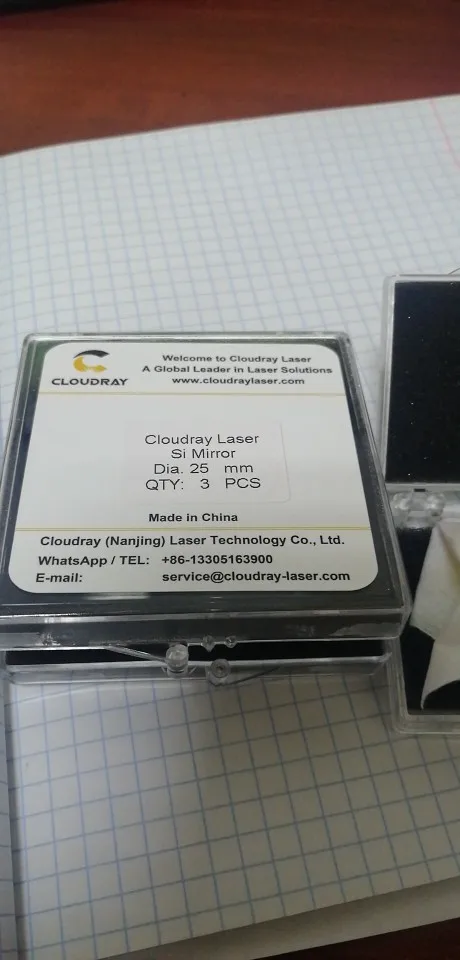 CLOUDRAY
Welcome to Cloudray Laser
A Global Leader in Laser Solutions
www.cloudraylaser.com
Cloudray Laser
Si Mirror
Dia. 25 mm
QTY: 3 PCS
Made in China
Cloudray (Nanjing) Laser Technology Co., Ltd.
WhatsApp / TEL: +86-13305163900
E-mail: service@cloudray-laser.com